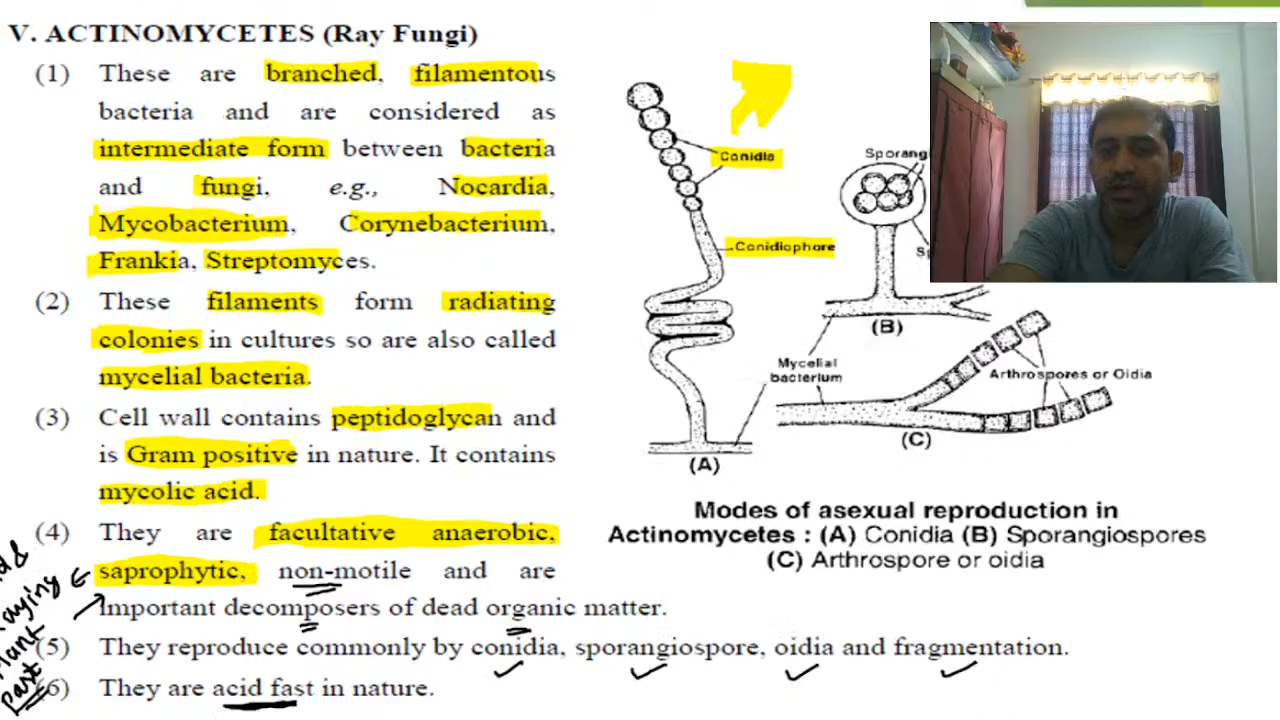 V. ACTINOMYCETES (Ray Fungi)
(1) These are branched, filamentous
bacteria and are considered as
intermediate form between bacteria
and fungi, e.g., Nocardia,
Mycobacterium, Corynebacterium,
Frankia, Streptomyces.
(2) These filaments form radiating
colonies in cultures so are also called
mycelial bacteria.
(3) Cell wall contains peptidoglycan and
is Gram positive in nature. It contains
mycolic acid.
(4) They are facultative anaerobic,
saprophytic, non-motile and are
important decomposers of dead organic matter.
(5) They reproduce commonly by conidia, sporangiospore, oidia and fragmentation.
(6) They are acid fast in nature.
plant
part
Conidia
Conidiophore
(A)
Sporang
Sp
(B)
Mycelial
bacterium
Arthrospores or Oidia
(C)
Modes of asexual reproduction in
Actinomycetes : (A) Conidia (B) Sporangiospores
(C) Arthrospore or oidia